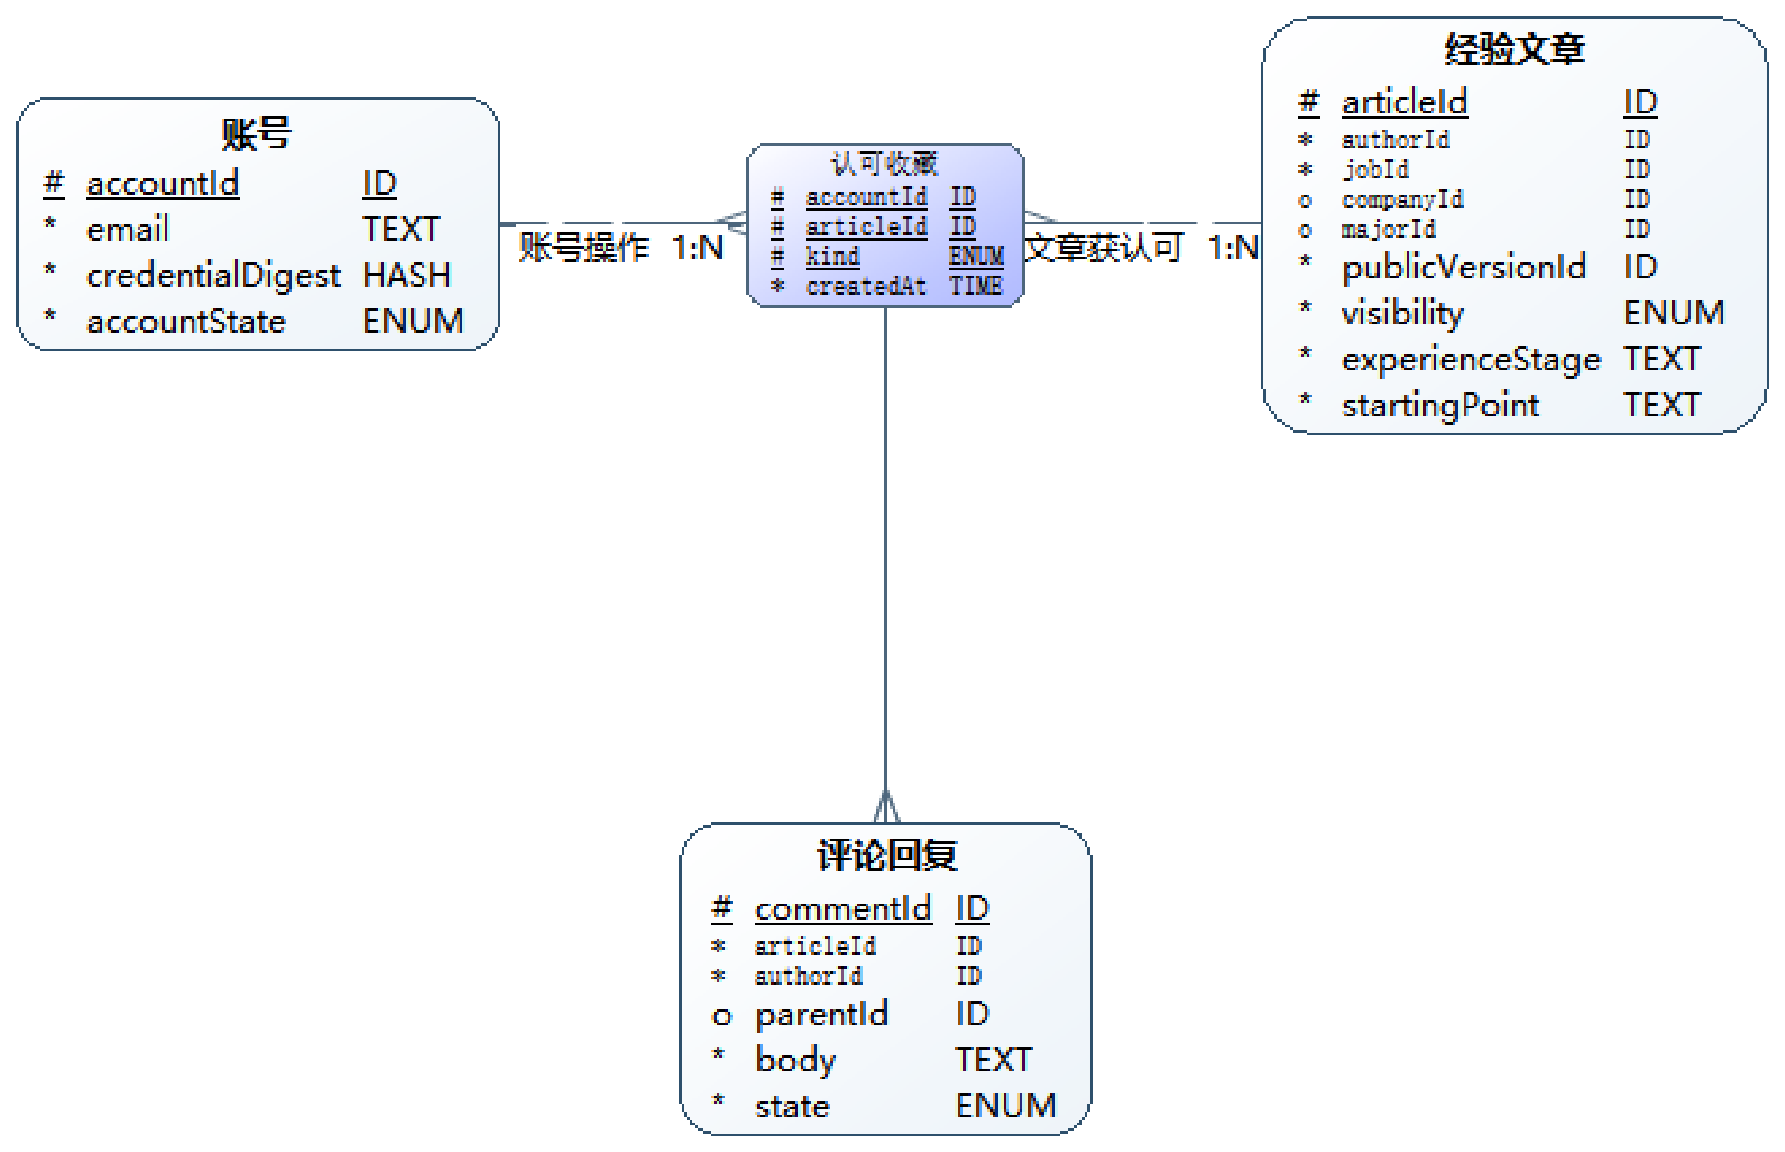 账号
# accountId ID
* email TEXT
* credentialDigest HASH
* accountState ENUM
账号操作 1:N
认可收藏
# accountId ID
# articleId ID
# kind ENUM
* createdAt TIME
文章获认可 1:N
经验文章
# articleId ID
* authorId ID
* jobId ID
o companyId ID
o majorId ID
* publicVersionId ID
* visibility ENUM
* experienceStage TEXT
* startingPoint TEXT
评论回复
# commentId ID
* articleId ID
* authorId ID
o parentId ID
* body TEXT
* state ENUM